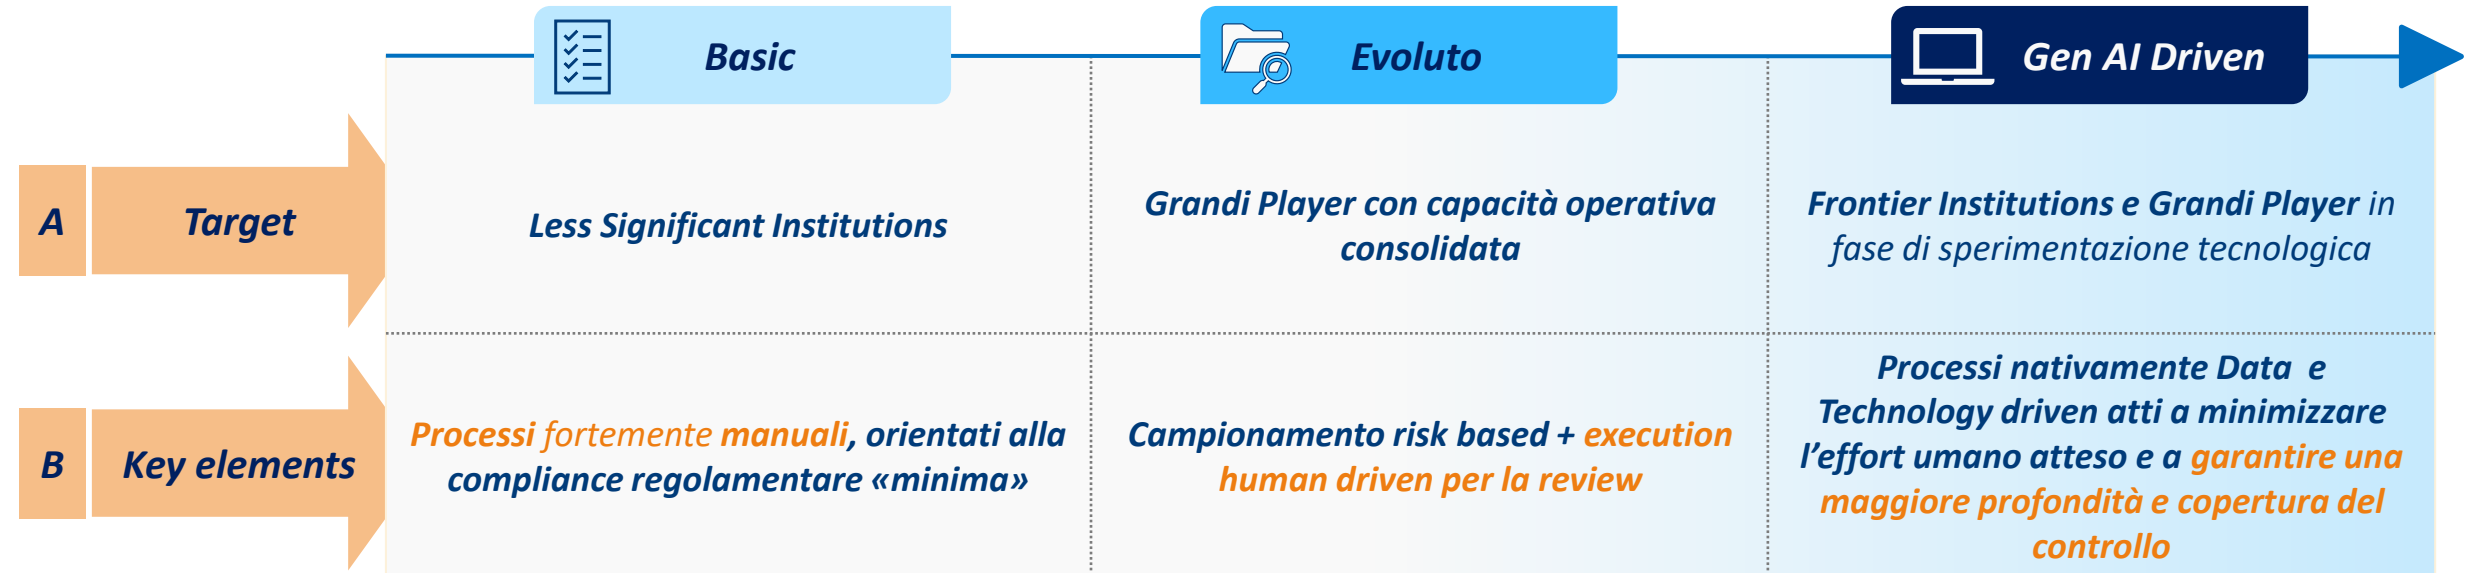 Basic
Evoluto
Gen AI Driven
A
Target
Less Significant Institutions
Grandi Player con capacità operativa
consolidata
Frontier Institutions e Grandi Player in
fase di sperimentazione tecnologica
B
Key elements
Processi fortemente manuali, orientati alla
compliance regolamentare «minima»
Campionamento risk based + execution
human driven per la review
Processi nativamente Data e
Technology driven atti a minimizzare
l'effort umano atteso e a garantire una
maggiore profondità e copertura del
controllo